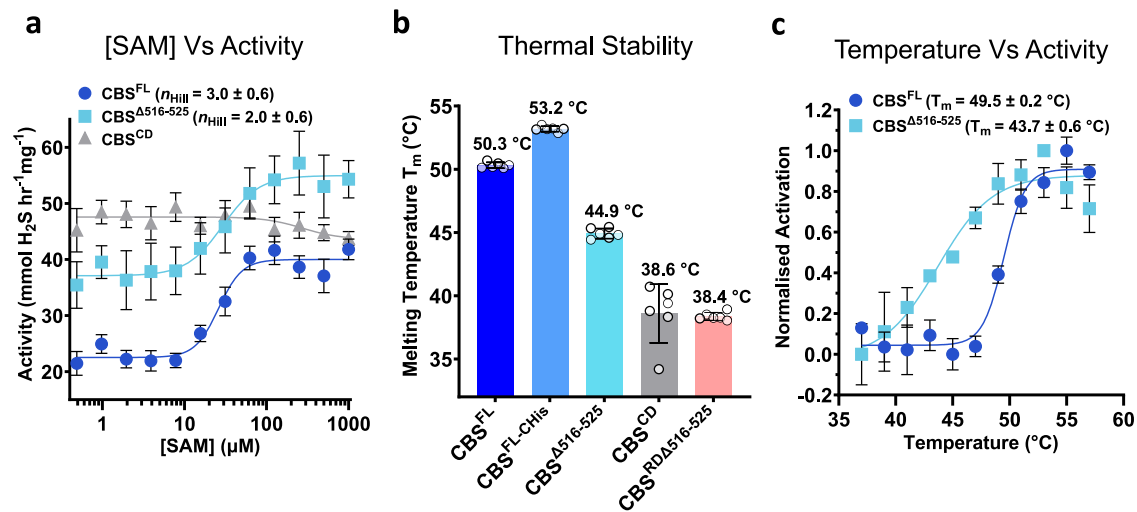 a
[SAM] Vs Activity
CBS^FL (n_Hill = 3.0 ± 0.6)
CBS^Δ516-525 (n_Hill = 2.0 ± 0.6)
CBS^CD
Activity (mmol H₂S hr⁻¹mg⁻¹)
60
50
40
30
20
1
10
100
1000
[SAM] (µM)
b
Thermal Stability
Melting Temperature T_m (°C)
55
50
45
40
35
50.3 °C
53.2 °C
44.9 °C
38.6 °C
38.4 °C
CBS^FL
CBS^FL-CHis
CBS^Δ516-525
CBS^CD
CBS^RDΔ516-525
c
Temperature Vs Activity
CBS^FL (T_m = 49.5 ± 0.2 °C)
CBS^Δ516-525 (T_m = 43.7 ± 0.6 °C)
Normalised Activation
1.2
1.0
0.8
0.6
0.4
0.2
0.0
-0.2
35
40
45
50
55
60
Temperature (°C)